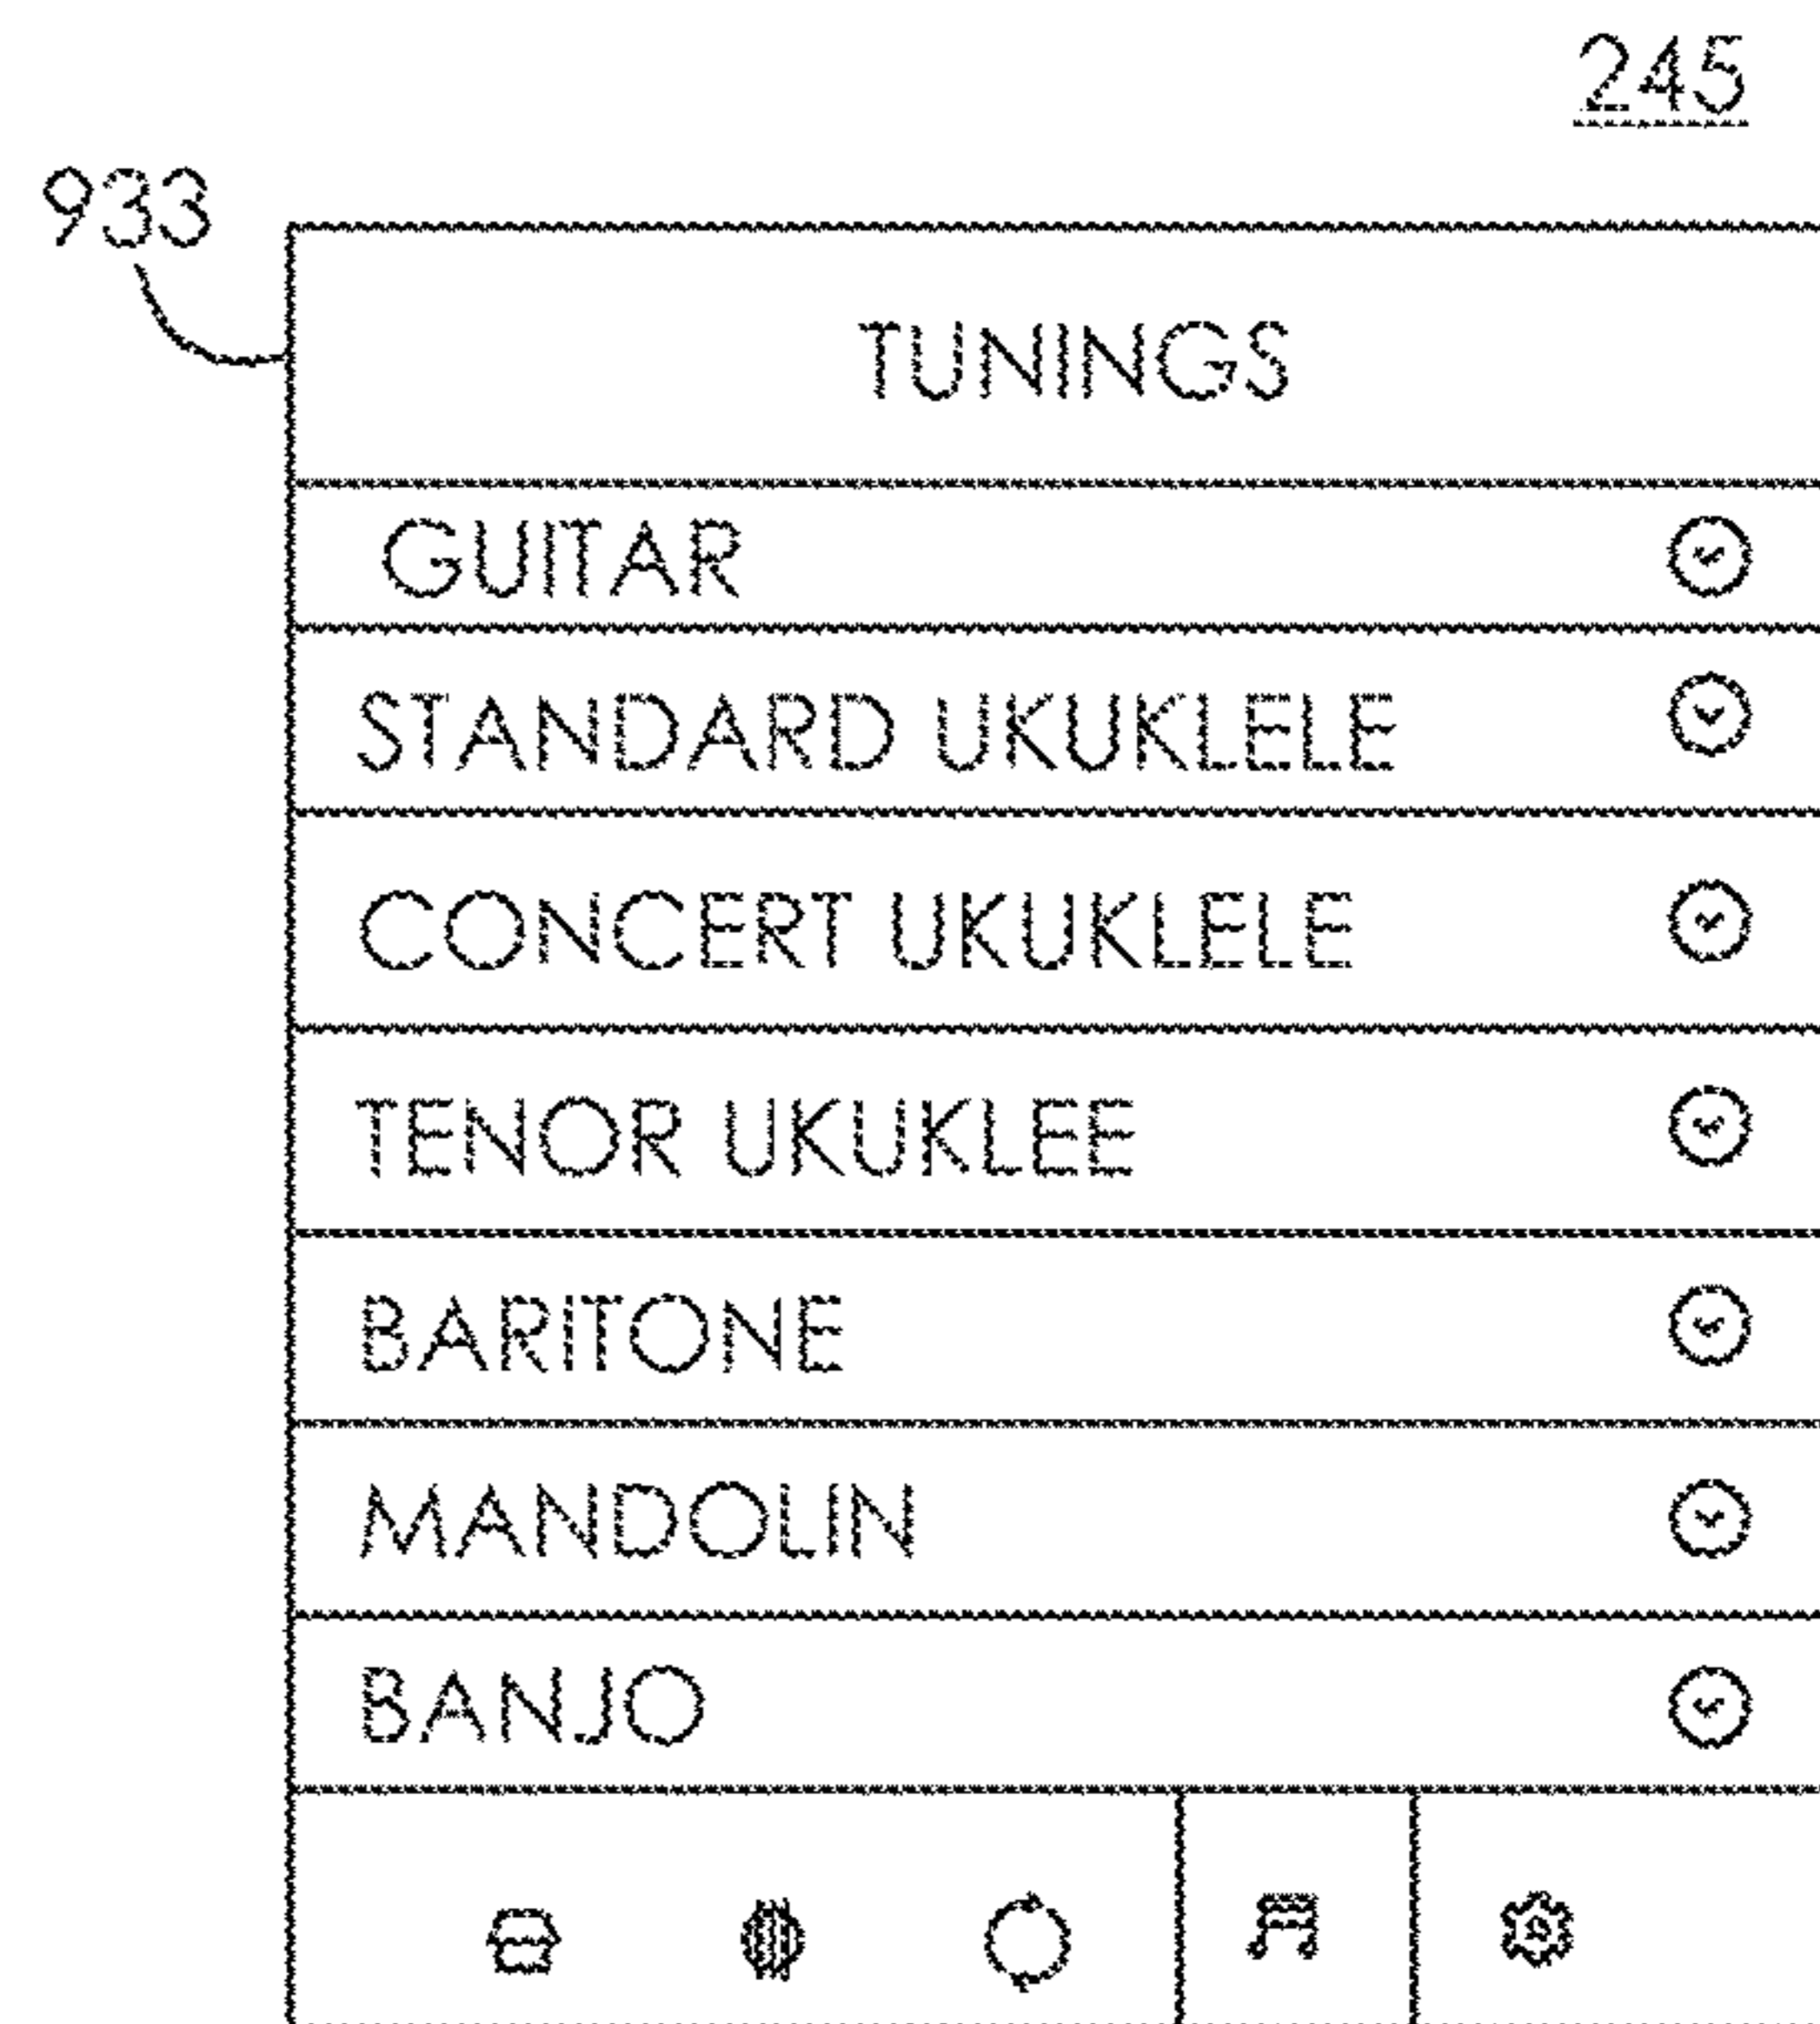 245
933
TUNINGS
GUITAR
STANDARD UKUKLELE
CONCERT UKUKLELE
TENOR UKUKLEE
BARITONE
MANDOLIN
BANJO